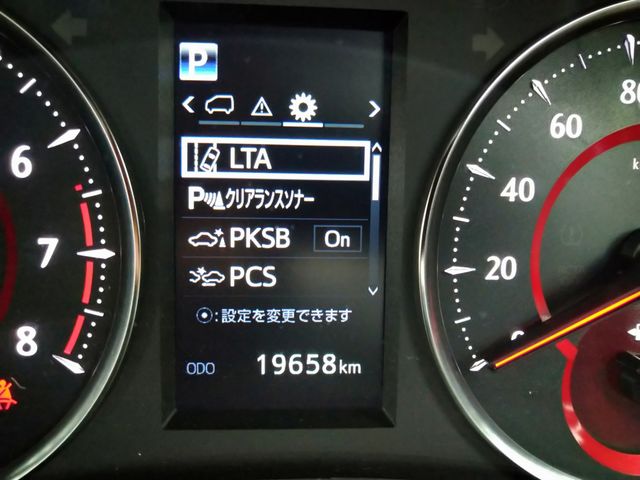 P
LTA
Pクリアランスソナー
PKSB On
PCS
:設定を変更できます
ODO 19658km
6
7
8
80
60
40
20